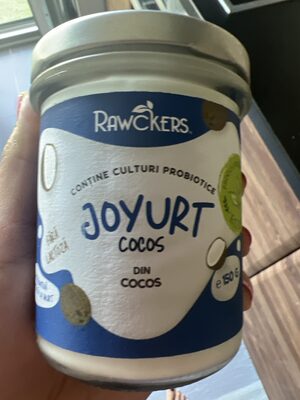 RAWCKERS
CONTINE CULTURI PROBIOTICE
JOYURT
COCOS
DIN
COCOS
FĂRĂ
LACTOZĂ
e 150 G